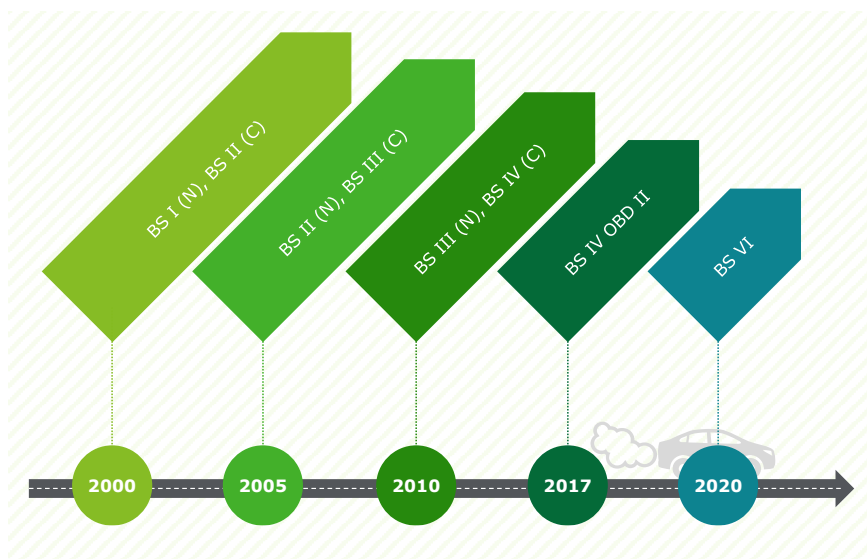 BS I (N), BS II (C)
BS II (N), BS III (C)
BS III (N), BS IV (C)
BS IV OBD II
BS VI
2000
2005
2010
2017
2020